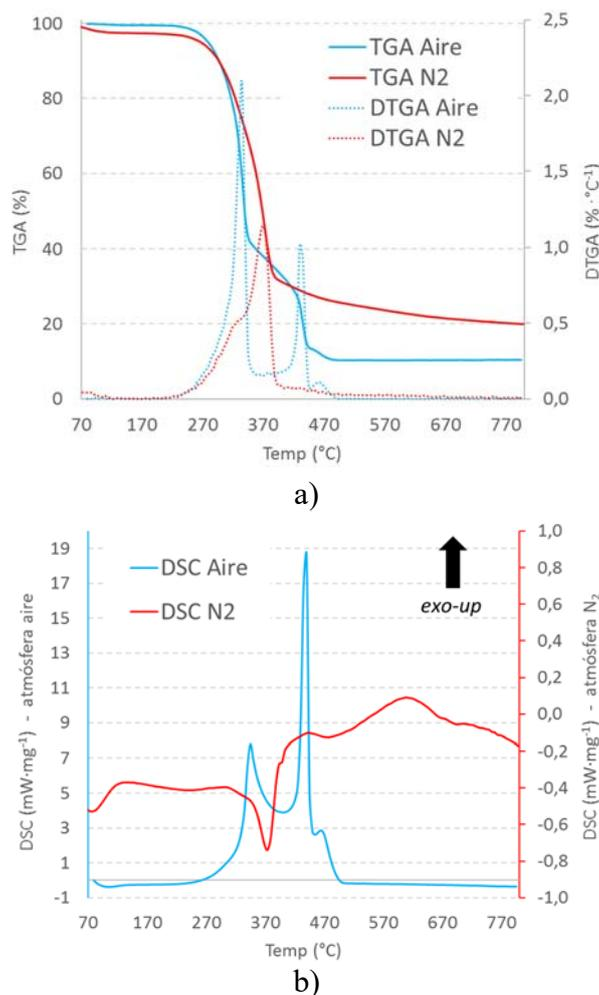 100
80
60
40
20
0
TGA (%)
TGA Aire
TGA N2
DTGA Aire
DTGA N2
2,5
2,0
1,5
1,0
0,5
0,0
DTGA (% · °C⁻¹)
70 170 270 370 470 570 670 770
Temp (°C)
a)
19
17
15
13
11
9
7
5
3
1
-1
DSC (mW·mg⁻¹) - atmósfera aire
DSC Aire
DSC N2
exo-up
1,0
0,8
0,6
0,4
0,2
0,0
-0,2
-0,4
-0,6
-0,8
-1,0
DSC (mW·mg⁻¹) - atmósfera N₂
70 170 270 370 470 570 670 770
Temp (°C)
b)